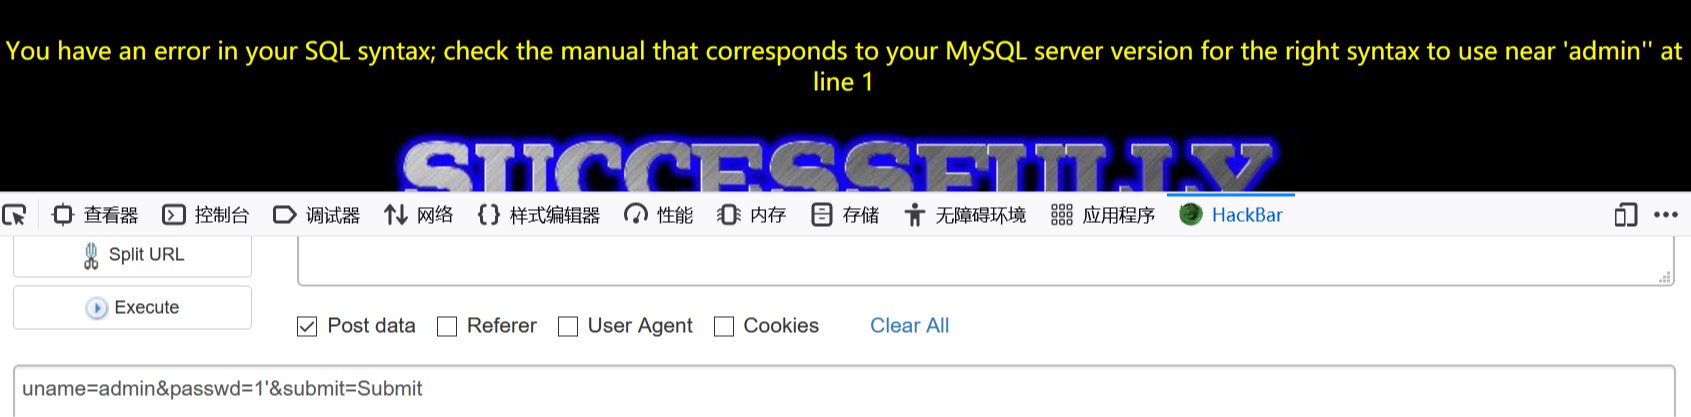 You have an error in your SQL syntax; check the manual that corresponds to your MySQL server version for the right syntax to use near 'admin'' at
line 1
SUCCESSFULLY
查看器 控制台 调试器 网络 {} 样式编辑器 性能 内存 存储 无障碍环境 应用程序 HackBar
Split URL
Execute
Post data Referer User Agent Cookies Clear All
uname=admin&passwd=1'&submit=Submit